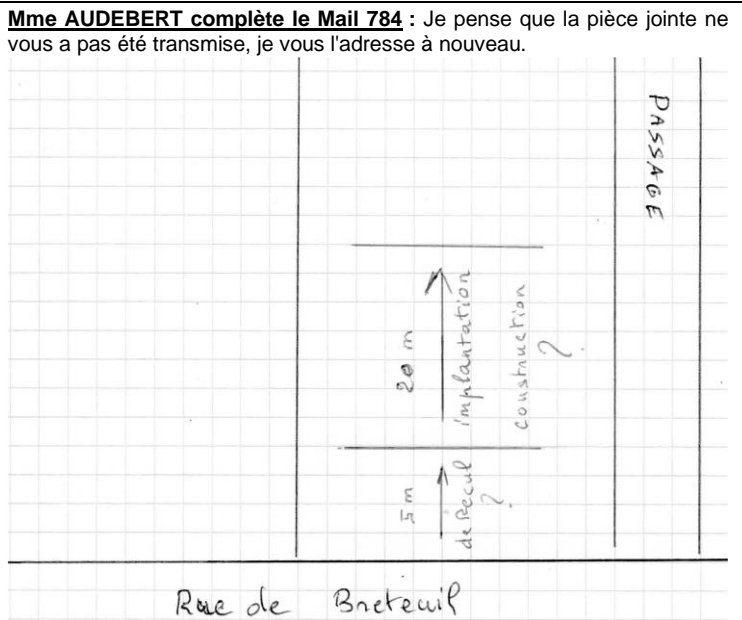 Mme AUDEBERT complète le Mail 784 : Je pense que la pièce jointe ne
vous a pas été transmise, je vous l'adresse à nouveau.
PASSAGE
20 m
implantation
construction
?
5 m
de Recul
?
Rue de Breteuil